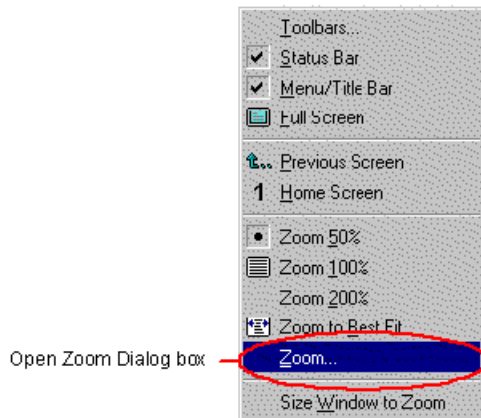 Toolbars...
Status Bar
Menu/Title Bar
Full Screen
Previous Screen
1 Home Screen
Zoom 50%
Zoom 100%
Zoom 200%
Zoom to Best Fit
Open Zoom Dialog box
Zoom...
Size Window to Zoom